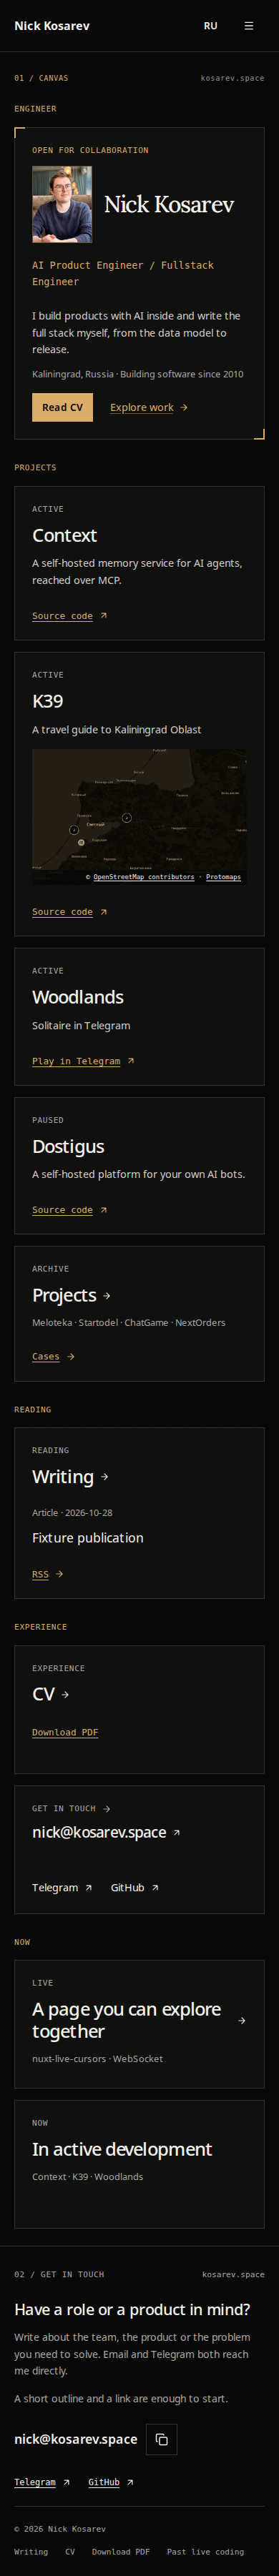 Nick Kosarev
RU
01 / CANVAS
kosarev.space
ENGINEER
OPEN FOR COLLABORATION
Nick Kosarev
AI Product Engineer / Fullstack
Engineer
I build products with AI inside and write the
full stack myself, from the data model to
release.
Kaliningrad, Russia · Building software since 2010
Read CV
Explore work →
PROJECTS
ACTIVE
Context
A self-hosted memory service for AI agents,
reached over MCP.
Source code ↗
ACTIVE
K39
A travel guide to Kaliningrad Oblast
© OpenStreetMap contributors · Protomaps
Source code ↗
ACTIVE
Woodlands
Solitaire in Telegram
Play in Telegram ↗
PAUSED
Dostigus
A self-hosted platform for your own AI bots.
Source code ↗
ARCHIVE
Projects →
Meloteka · Startodel · ChatGame · NextOrders
Cases →
READING
READING
Writing →
Article · 2026-10-28
Fixture publication
RSS →
EXPERIENCE
EXPERIENCE
CV →
Download PDF
GET IN TOUCH →
nick@kosarev.space ↗
Telegram ↗ GitHub ↗
NOW
LIVE
A page you can explore →
together
nuxt-live-cursors · WebSocket
NOW
In active development
Context · K39 · Woodlands
02 / GET IN TOUCH
kosarev.space
Have a role or a product in mind?
Write about the team, the product or the problem
you need to solve. Email and Telegram both reach
me directly.
A short outline and a link are enough to start.
nick@kosarev.space
Telegram ↗ GitHub ↗
© 2026 Nick Kosarev
Writing CV Download PDF Past live coding